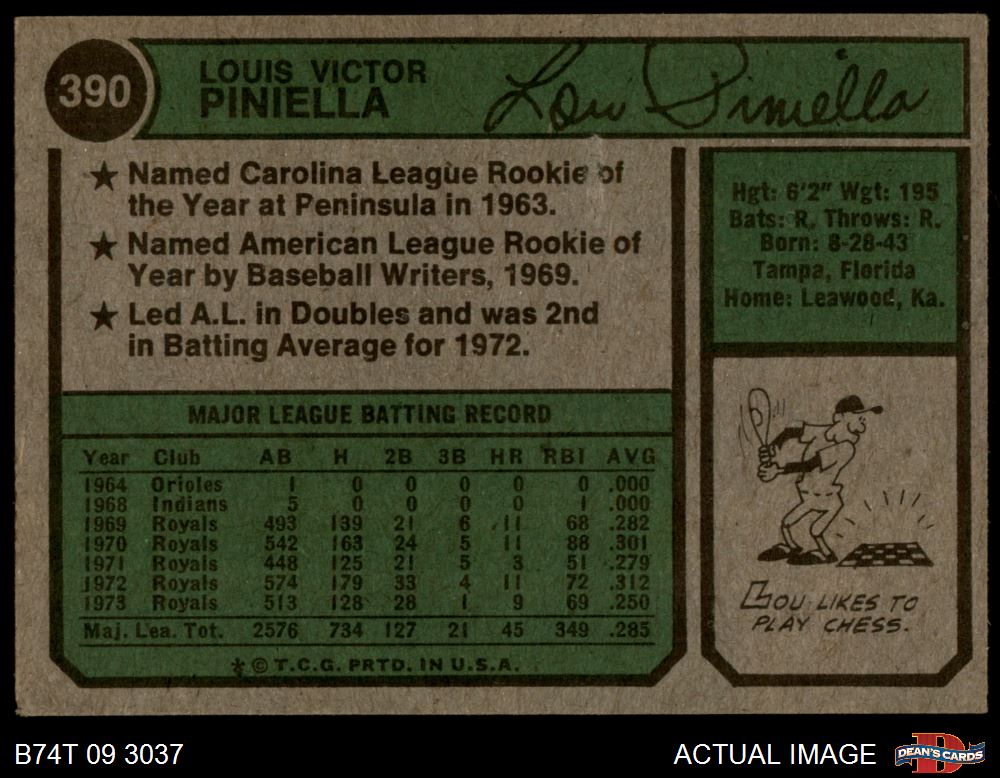 390
LOUIS VICTOR
PINIELLA
Lou Piniella
★ Named Carolina League Rookie of
the Year at Peninsula in 1963.
★ Named American League Rookie of
Year by Baseball Writers, 1969.
★ Led A.L. in Doubles and was 2nd
in Batting Average for 1972.
Hgt: 6'2" Wgt: 195
Bats: R, Throws: R.
Born: 8-28-43
Tampa, Florida
Home: Leawood, Ka.
MAJOR LEAGUE BATTING RECORD
Year Club AB H 2B 3B HR RBI AVG
1964 Orioles 1 0 0 0 0 0 .000
1968 Indians 5 0 0 0 0 1 .000
1969 Royals 493 139 21 6 11 68 .282
1970 Royals 542 163 24 5 11 88 .301
1971 Royals 448 125 21 5 3 51 .279
1972 Royals 574 179 33 4 11 72 .312
1973 Royals 513 128 28 1 9 69 .250
Maj. Lea. Tot. 2576 734 127 21 45 349 .285
* © T.C.G. PRTD. IN U.S.A.
LOU LIKES TO
PLAY CHESS.
B74T 09 3037
ACTUAL IMAGE
DEAN'S CARDS